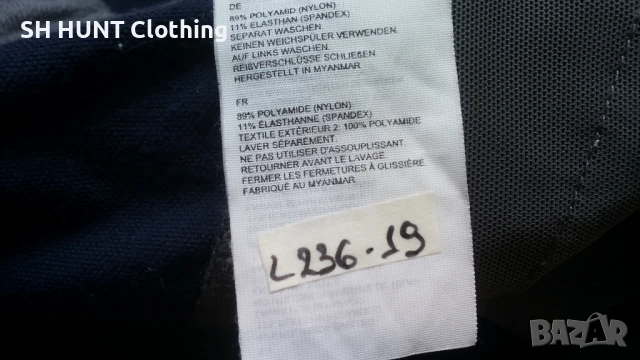 SH HUNT Clothing
DE
89% POLYAMID (NYLON)
11% ELASTHAN (SPANDEX)
SEPARAT WASCHEN.
KEINEN WEICHSPÜLER VERWENDEN.
AUF LINKS WASCHEN.
REIßVERSCHLÜSSE SCHLIEßEN.
HERGESTELLT IN MYANMAR
FR
89% POLYAMIDE (NYLON)
11% ÉLASTHANNE (SPANDEX)
TEXTILE EXTÉRIEUR 2: 100% POLYAMIDE
LAVER SÉPARÉMENT.
NE PAS UTILISER D'ASSOUPLISSANT.
RETOURNER AVANT LE LAVAGE.
FERMER LES FERMETURES À GLISSIÈRE
FABRIQUÉ AU MYANMAR
L236-19
BAZAR